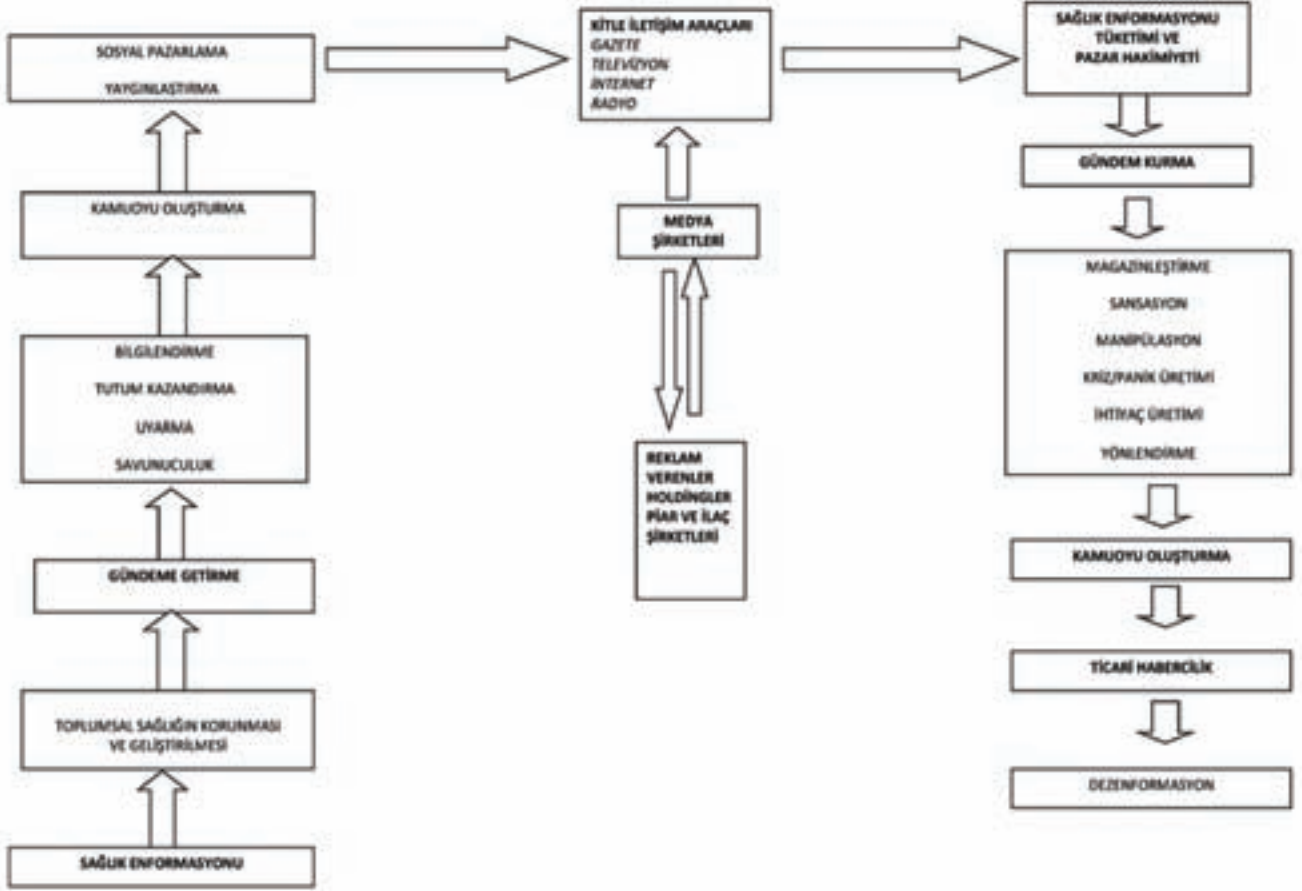 SOSYAL PAZARLAMA
YAYGINLAŞTIRMA
KAMUOYU OLUŞTURMA
BİLGİLENDİRME
TUTUM KAZANDIRMA
UYARMA
SAVUNUCULUK
GÜNDEME GETİRME
TOPLUMSAL SAĞLIĞIN KORUNMASI
VE GELİŞTİRİLMESİ
SAĞLIK ENFORMASYONU
KİTLE İLETİŞİM ARAÇLARI
GAZETE
TELEVİZYON
İNTERNET
RADYO
MEDYA
ŞİRKETLERİ
REKLAM
VERENLER
HOLDİNGLER
PİAR VE İLAÇ
ŞİRKETLERİ
SAĞLIK ENFORMASYONU
TÜKETİMİ VE
PAZAR HAKİMİYETİ
GÜNDEM KURMA
MAGAZİNLEŞTİRME
SANSASYON
MANİPÜLASYON
KRİZ/PANİK ÜRETİMİ
İHTİYAÇ ÜRETİMİ
YÖNLENDİRME
KAMUOYU OLUŞTURMA
TİCARİ HABERCİLİK
DEZENFORMASYON